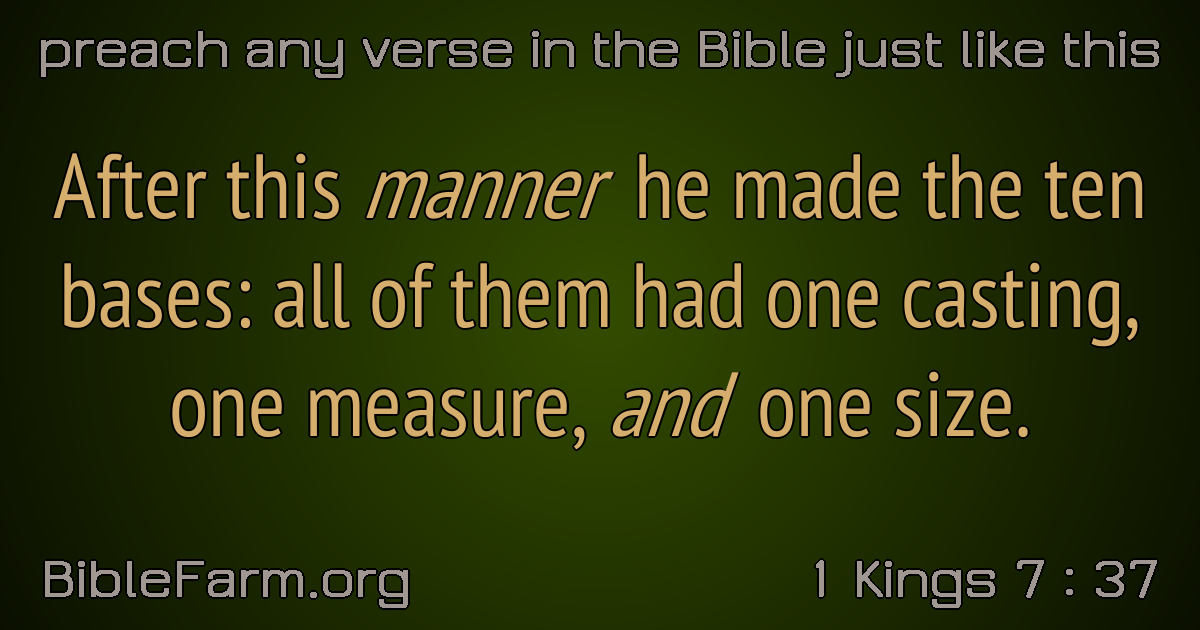 preach any verse in the Bible just like this
After this manner he made the ten
bases: all of them had one casting,
one measure, and one size.
BibleFarm.org
1 Kings 7 : 37